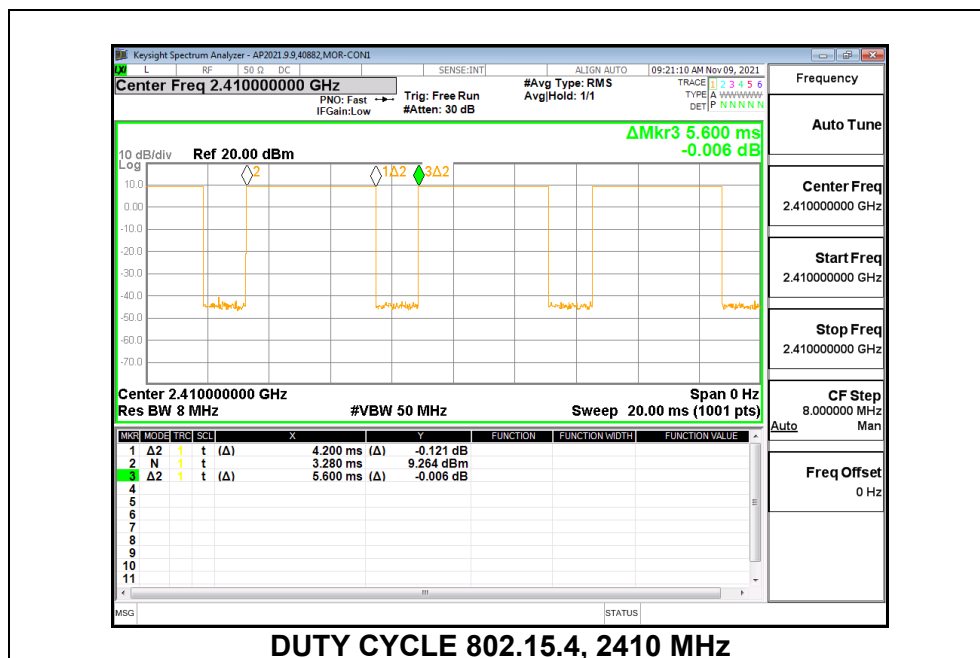 Keysight Spectrum Analyzer - AP2021.9.9,40882,MOR-CON1
LXI L RF 50 Ω DC SENSE:INT ALIGN AUTO 09:21:10 AM Nov 09, 2021
Center Freq 2.410000000 GHz
PNO: Fast
IFGain:Low
Trig: Free Run
#Atten: 30 dB
#Avg Type: RMS
Avg|Hold: 1/1
TRACE 1 2 3 4 5 6
TYPE A WWWWW
DET P N N N N N
ΔMkr3 5.600 ms
-0.006 dB
10 dB/div Ref 20.00 dBm
Log
2 1Δ2 3Δ2
10.0
0.00
-10.0
-20.0
-30.0
-40.0
-50.0
-60.0
-70.0
Center 2.410000000 GHz Span 0 Hz
Res BW 8 MHz #VBW 50 MHz Sweep 20.00 ms (1001 pts)
MKR MODE TRC SCL X Y FUNCTION FUNCTION WIDTH FUNCTION VALUE
1 Δ2 1 t (Δ) 4.200 ms (Δ) -0.121 dB
2 N 1 t 3.280 ms 9.264 dBm
3 Δ2 1 t (Δ) 5.600 ms (Δ) -0.006 dB
4
5
6
7
8
9
10
11
MSG STATUS
Frequency
Auto Tune
Center Freq
2.410000000 GHz
Start Freq
2.410000000 GHz
Stop Freq
2.410000000 GHz
CF Step
8.000000 MHz
Auto Man
Freq Offset
0 Hz
DUTY CYCLE 802.15.4, 2410 MHz